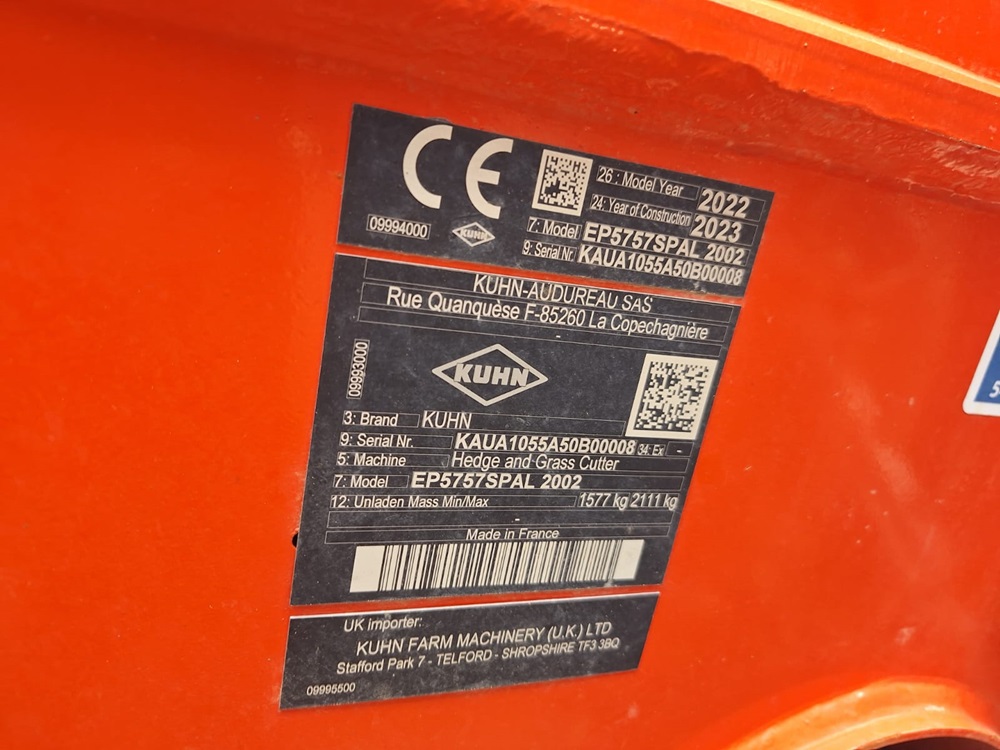 CE
26 : Model Year 2022
24: Year of Construction 2023
7: Model EP5757SPAL 2002
9: Serial Nr. KAUA1055A50B00008
09994000
KUHN
KUHN-AUDUREAU SAS
Rue Quanquèse F-85260 La Copechagnière
-
09993000
KUHN
3: Brand KUHN
9: Serial Nr. KAUA1055A50B00008 34: Ex -
5: Machine Hedge and Grass Cutter
7: Model EP5757SPAL 2002
12: Unladen Mass Min/Max 1577 kg 2111 kg
-
Made in France
UK Importer:
KUHN FARM MACHINERY (U.K.) LTD
Stafford Park 7 - TELFORD - SHROPSHIRE TF3 3BQ
09995500
5